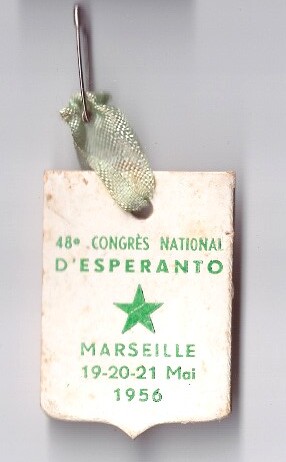 48e CONGRÈS NATIONAL
D'ESPERANTO
MARSEILLE
19-20-21 Mai
1956